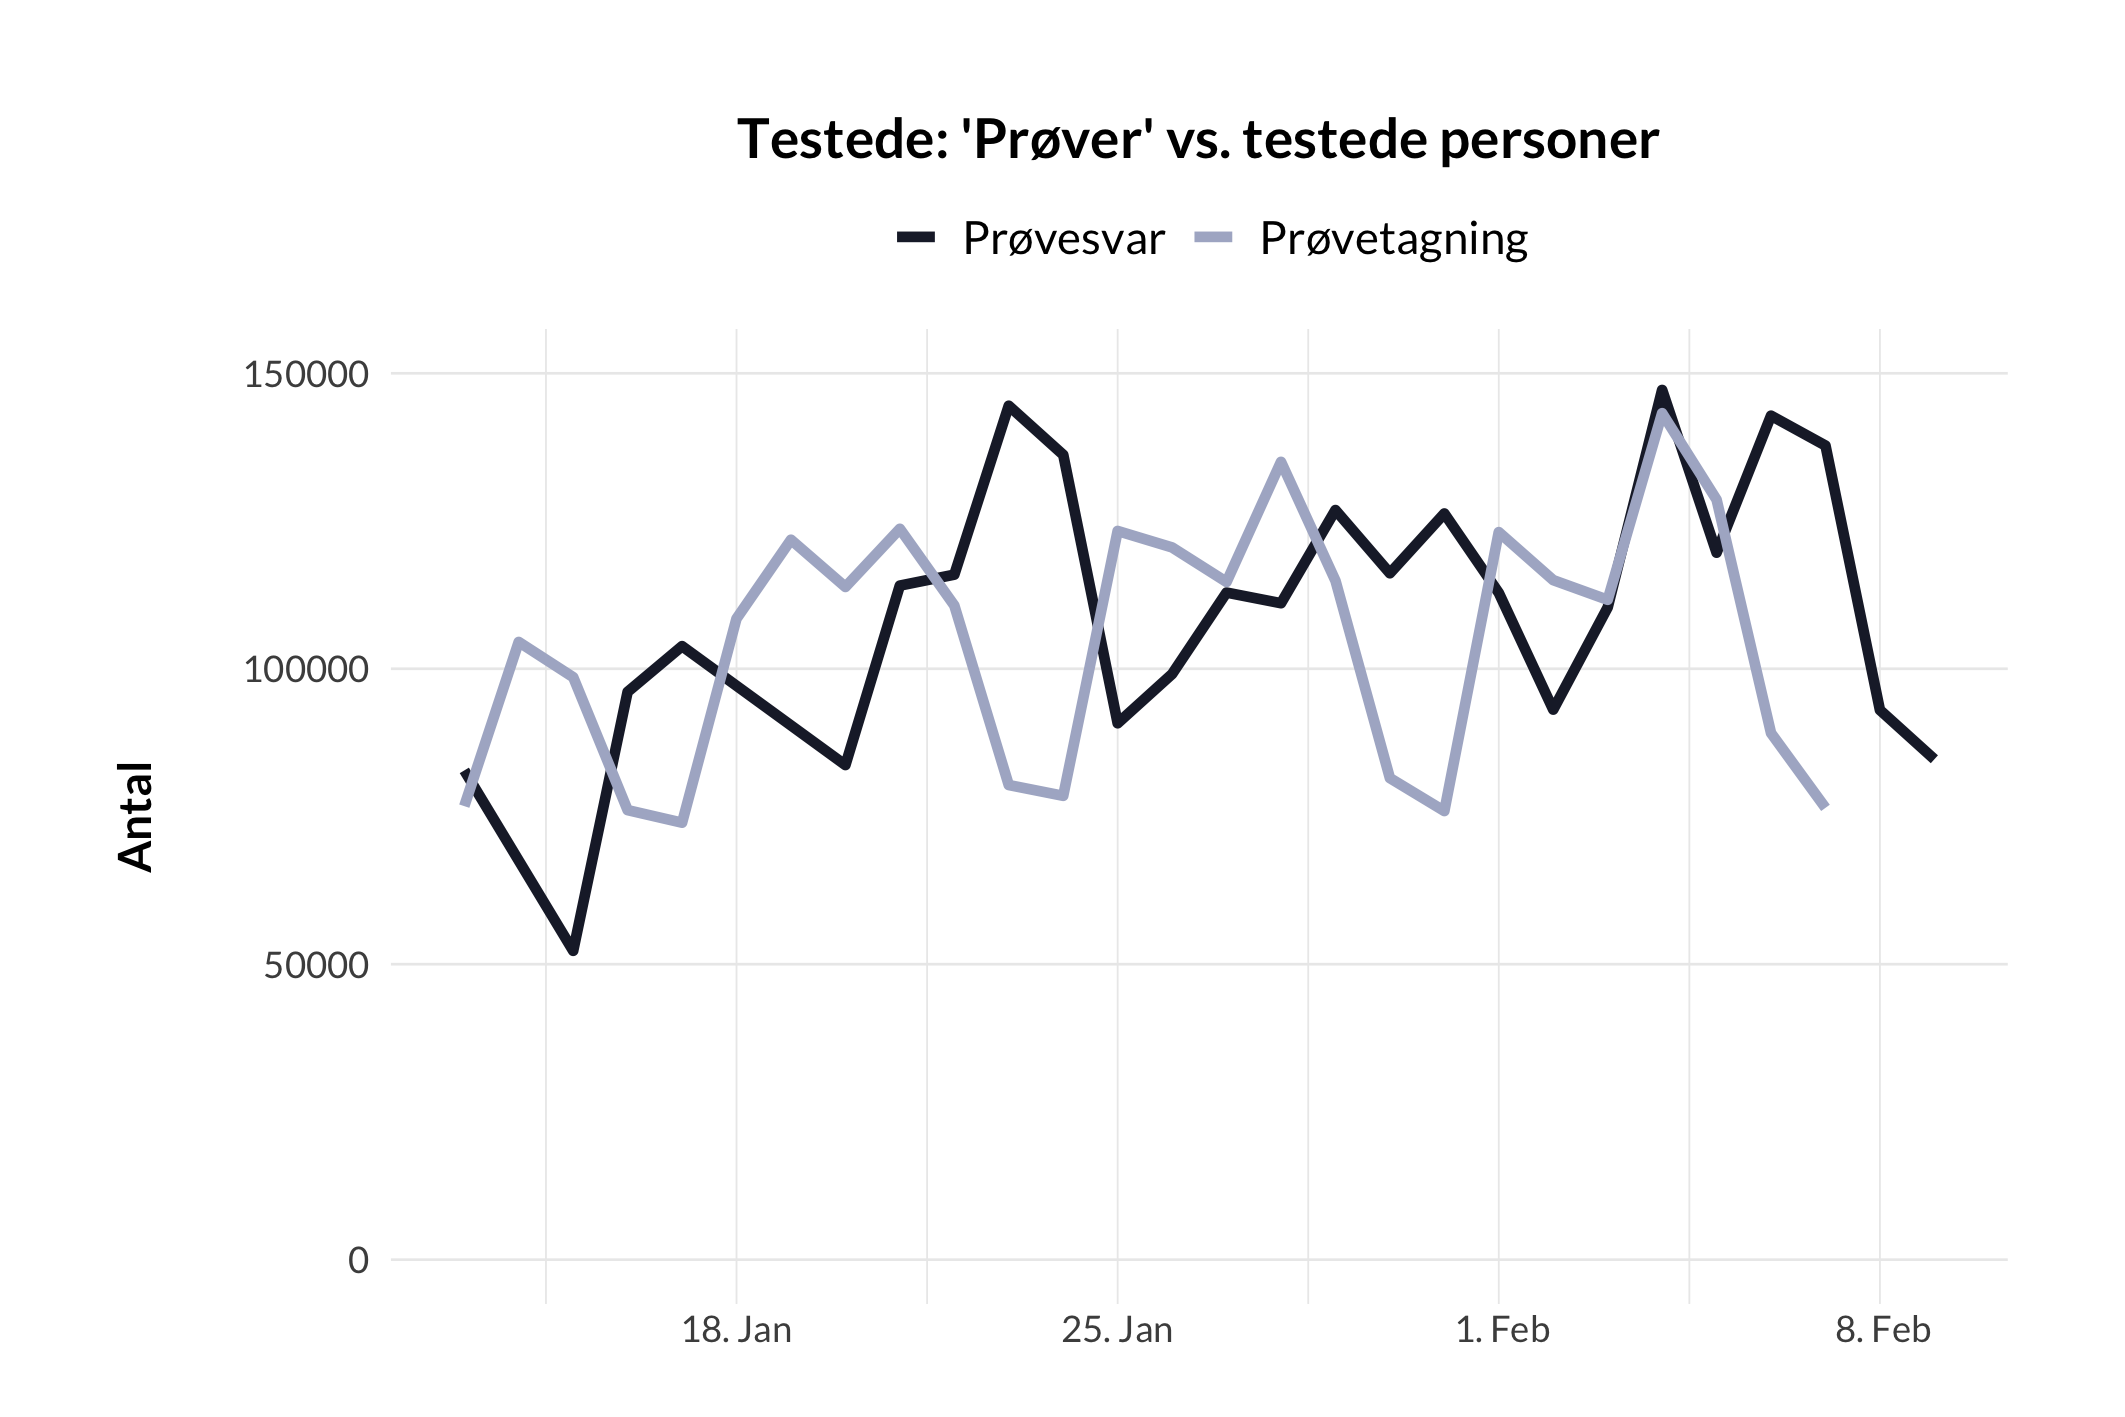 Testede: 'Prøver' vs. testede personer
Prøvesvar Prøvetagning
Antal
150000
100000
50000
0
18. Jan 25. Jan 1. Feb 8. Feb